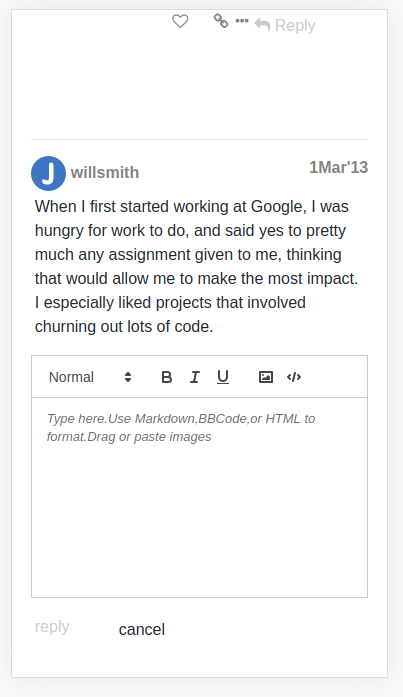 Reply
J willsmith 1Mar'13
When I first started working at Google, I was
hungry for work to do, and said yes to pretty
much any assignment given to me, thinking
that would allow me to make the most impact.
I especially liked projects that involved
churning out lots of code.
Normal B I U </>
Type here.Use Markdown,BBCode,or HTML to
format.Drag or paste images
reply cancel